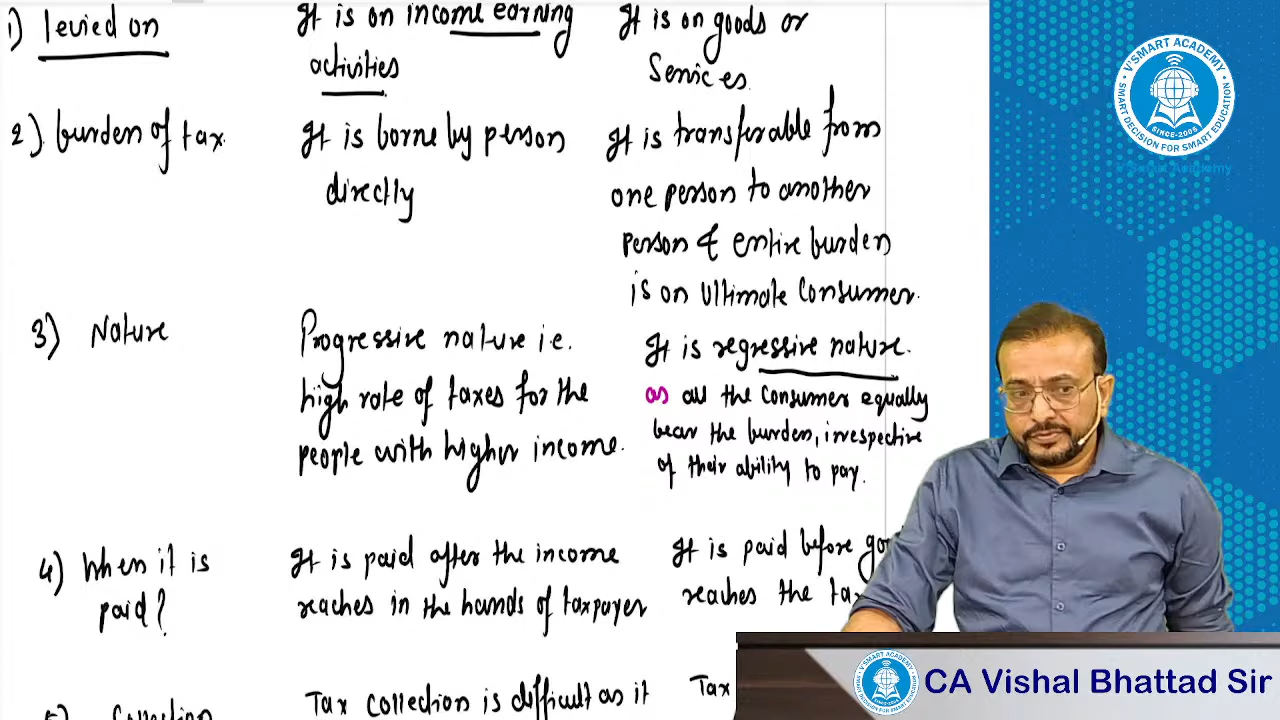 1) levied on
It is on income earning
activities
It is on goods or
Services
2) burden of tax
It is borne by person
directly
It is transferable from
one person to another
person & entire burden
is on Ultimate Consumer.
3) Nature
Progressive nature i.e.
high rate of taxes for the
people with higher income.
It is regressive nature.
as all the consumer equally
bear the burden, irrespective
of their ability to pay.
4) When it is
paid?
It is paid after the income
reaches in the hands of taxpayer
It is paid before
reaches the
5) Collection
Tax collection is difficult as it
Tax
V'SMART ACADEMY
SMART DECISION FOR SMART EDUCATION
SINCE-2005
V'Smart Academy
V'SMART ACADEMY
CA Vishal Bhattad Sir